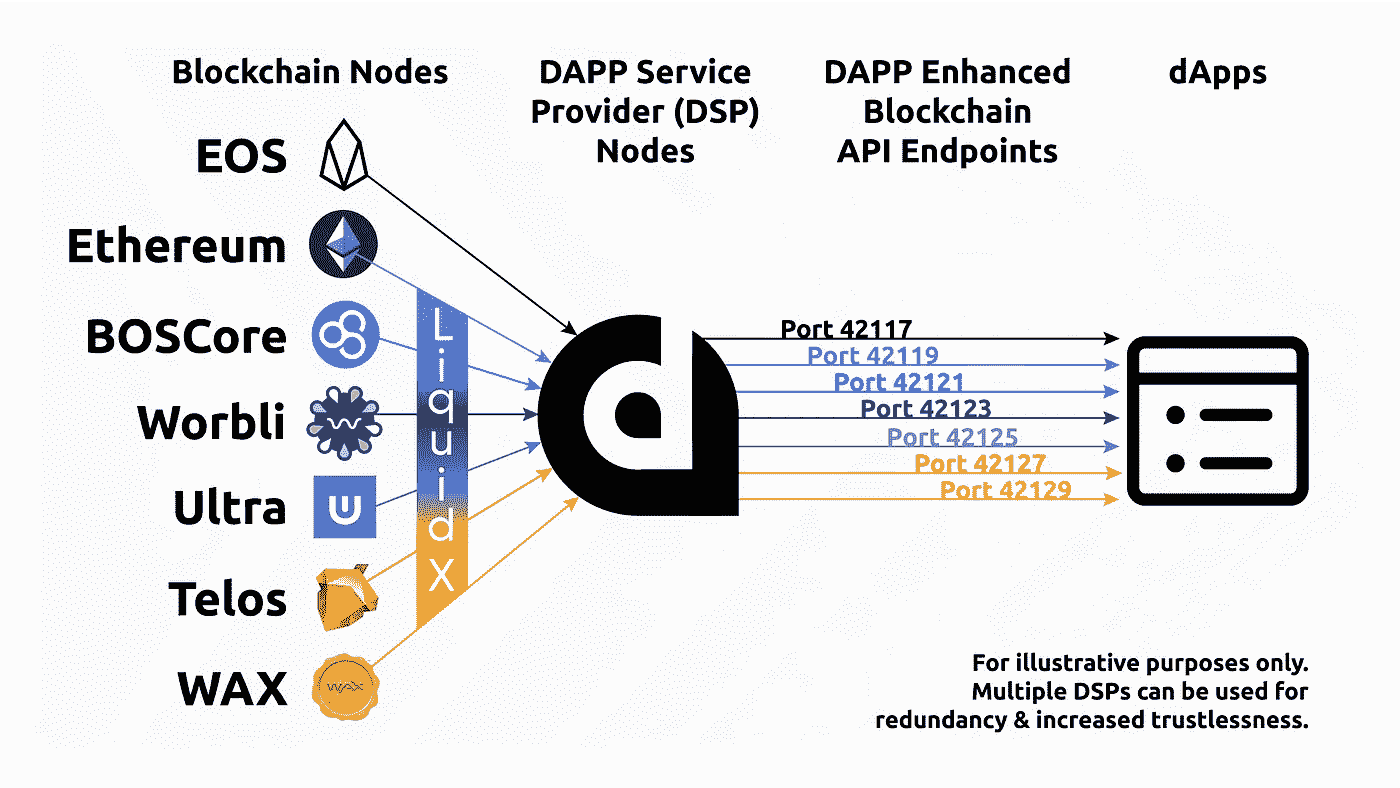 Blockchain Nodes
DAPP Service
Provider (DSP)
Nodes
DAPP Enhanced
Blockchain
API Endpoints
dApps
EOS
Ethereum
BOSCore
Worbli
Ultra
Telos
WAX
WAX
LiquidX
Port 42117
Port 42119
Port 42121
Port 42123
Port 42125
Port 42127
Port 42129
For illustrative purposes only.
Multiple DSPs can be used for
redundancy & increased trustlessness.